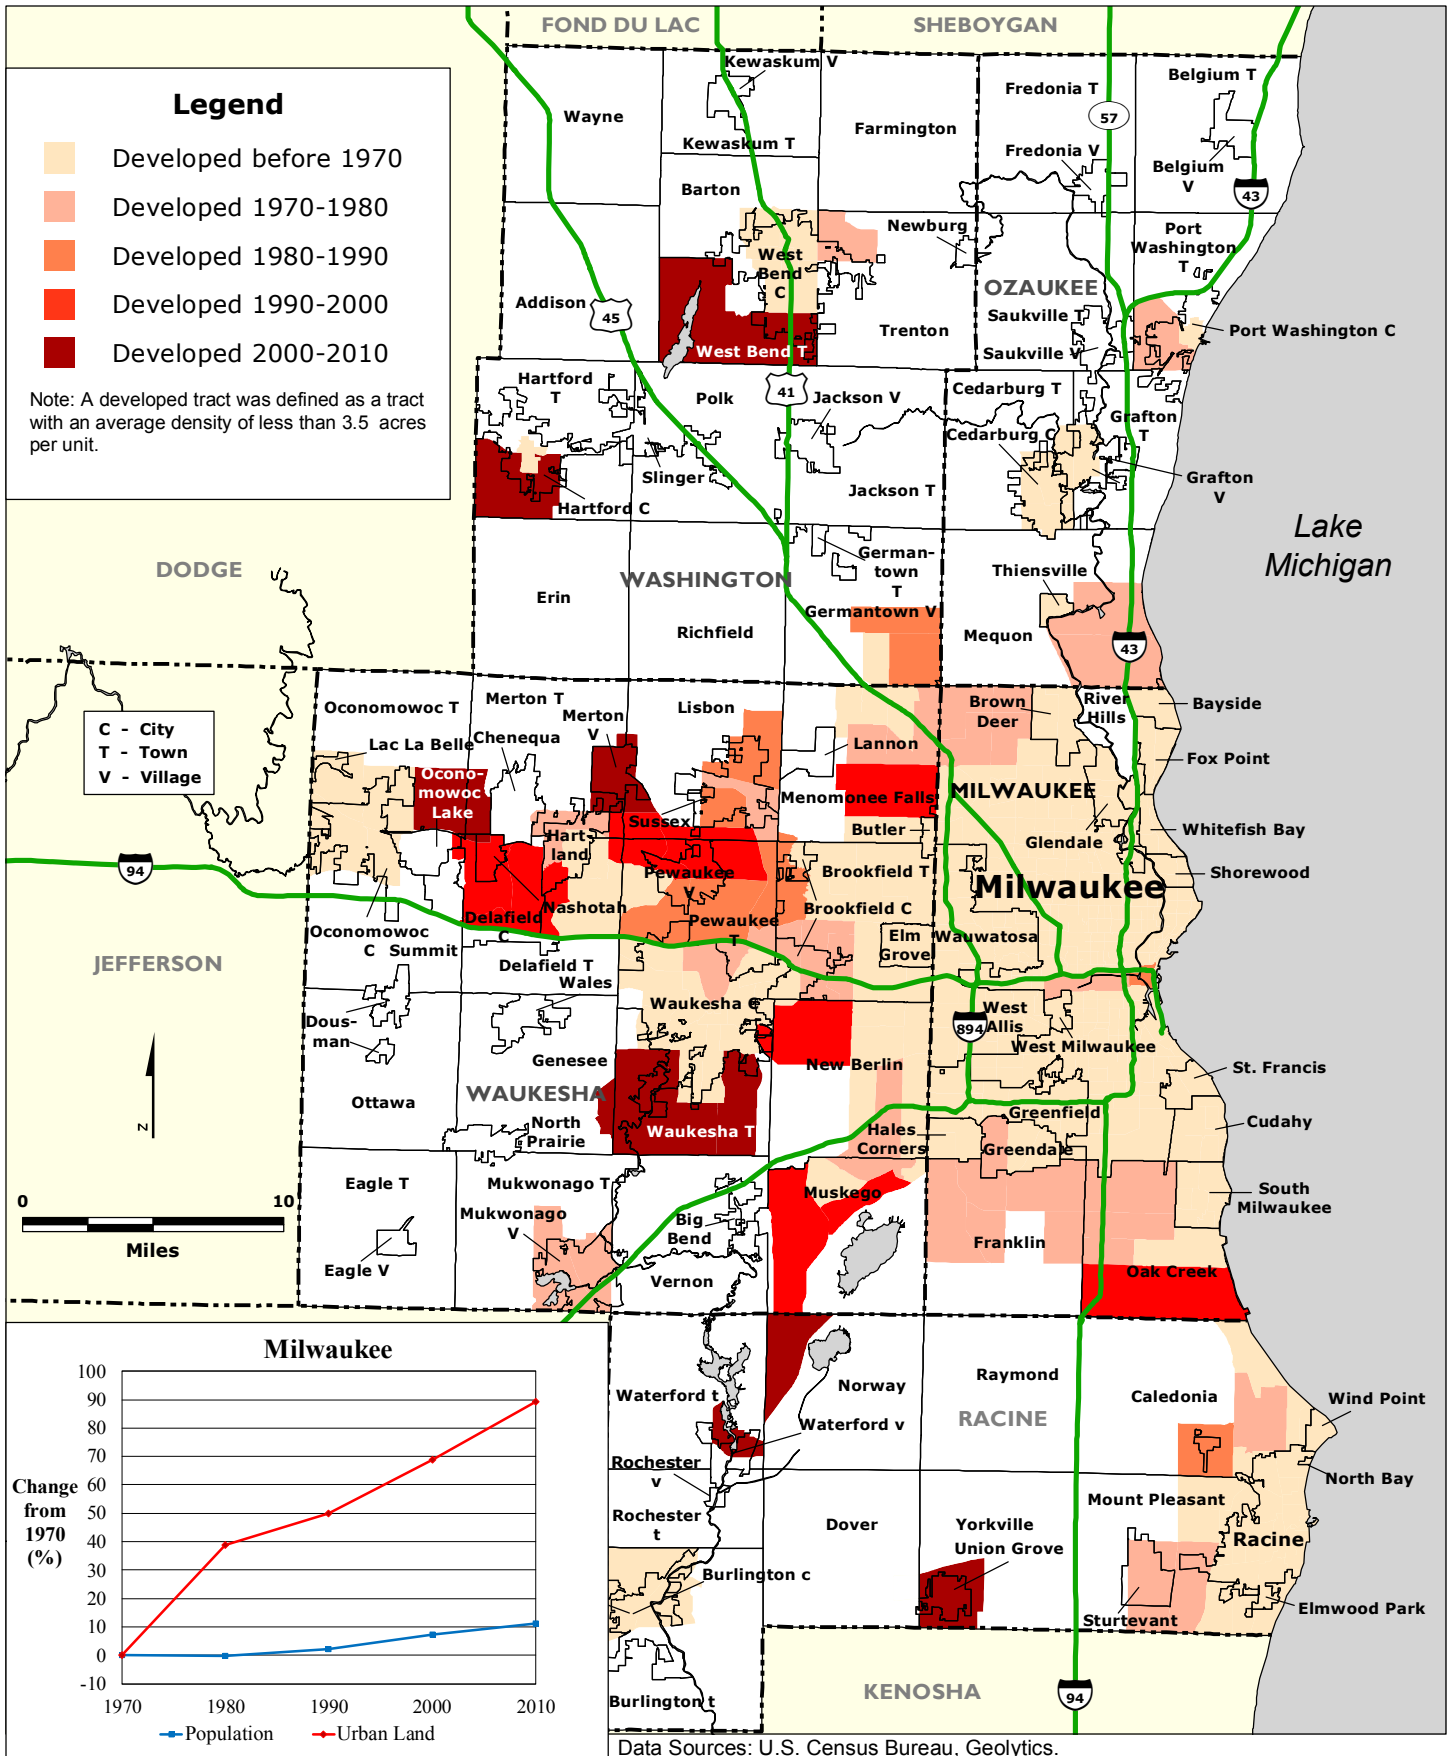 FOND DU LAC
SHEBOYGAN
Legend
Developed before 1970
Developed 1970-1980
Developed 1980-1990
Developed 1990-2000
Developed 2000-2010
Note: A developed tract was defined as a tract
with an average density of less than 3.5 acres
per unit.
Kewaskum V
Wayne
Kewaskum T
Farmington
Fredonia T
Belgium T
57
Fredonia V
Belgium
V
43
Barton
Newburg
Port
Washington
T
West
Bend
C
OZAUKEE
Addison
45
Saukville T
Trenton
Port Washington C
West Bend T
Saukville V
Hartford
T
Polk
41
Jackson V
Cedarburg T
Grafton
T
Cedarburg C
Slinger
Grafton
V
Jackson T
Hartford C
Lake
Michigan
DODGE
WASHINGTON
German-
town
T
Thiensville
Erin
Germantown V
Richfield
Mequon
43
C - City
T - Town
V - Village
Oconomowoc T
Merton T
Merton
V
Lisbon
Brown
Deer
River
Hills
Bayside
Lac La Belle
Chenequa
Lannon
Fox Point
Ocono-
mowoc
Lake
Menomonee Falls
MILWAUKEE
Sussex
Butler
Whitefish Bay
Hart-
land
Glendale
94
Pewaukee
V
Brookfield T
Shorewood
Milwaukee
Nashotah
Brookfield C
Delafield
C
Pewaukee
T
Oconomowoc
C
Summit
Elm
Grove
Wauwatosa
JEFFERSON
Delafield T
Wales
Waukesha C
Dous-
man
West
Allis
894
West Milwaukee
Genesee
New Berlin
St. Francis
WAUKESHA
Ottawa
Greenfield
Cudahy
North
Prairie
Waukesha T
Hales
Corners
Greendale
N
Eagle T
Mukwonago T
Muskego
South
Milwaukee
0
10
Miles
Mukwonago
V
Big
Bend
Franklin
Eagle V
Vernon
Oak Creek
Milwaukee
100
90
80
70
60
50
40
30
20
10
0
-10
Change
from
1970
(%)
1970
1980
1990
2000
2010
Population
Urban Land
Waterford t
Norway
Raymond
Caledonia
Wind Point
RACINE
Waterford v
Rochester
v
North Bay
Mount Pleasant
Rochester
t
Dover
Yorkville
Racine
Union Grove
Burlington c
Elmwood Park
Sturtevant
KENOSHA
94
Burlington t
Data Sources: U.S. Census Bureau, Geolytics.